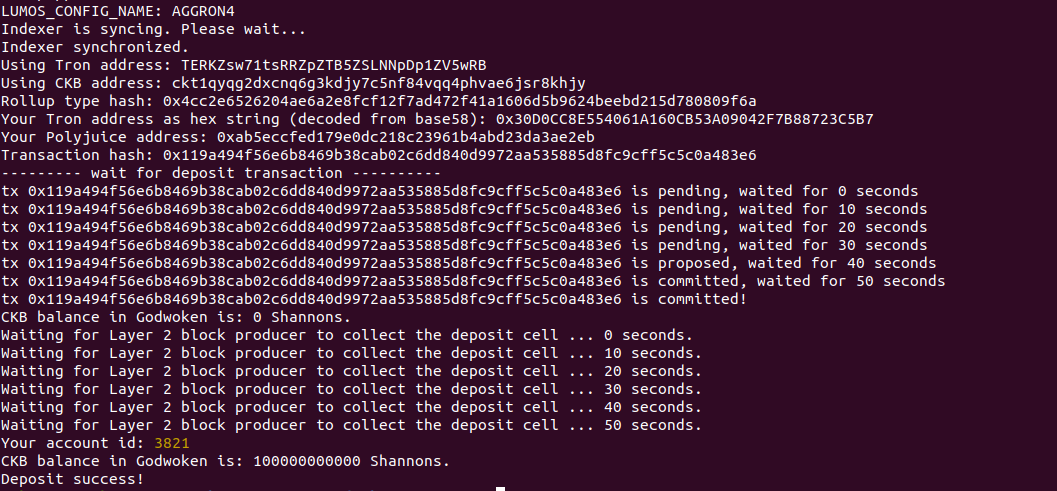 LUMOS_CONFIG_NAME: AGGRON4
Indexer is syncing. Please wait...
Indexer synchronized.
Using Tron address: TERKZsw71tsRRZpZTB5ZSLNNpDp1ZV5wRB
Using CKB address: ckt1qyqg2dxcnq6g3kdjy7c5nf84vqq4phvae6jsr8khjy
Rollup type hash: 0x4cc2e6526204ae6a2e8fcf12f7ad472f41a1606d5b9624beebd215d780809f6a
Your Tron address as hex string (decoded from base58): 0x30D0CC8E554061A160CB53A09042F7B88723C5B7
Your Polyjuice address: 0xab5eccfed179e0dc218c23961b4abd23da3ae2eb
Transaction hash: 0x119a494f56e6b8469b38cab02c6dd840d9972aa535885d8fc9cff5c5c0a483e6
--------- wait for deposit transaction ----------
tx 0x119a494f56e6b8469b38cab02c6dd840d9972aa535885d8fc9cff5c5c0a483e6 is pending, waited for 0 seconds
tx 0x119a494f56e6b8469b38cab02c6dd840d9972aa535885d8fc9cff5c5c0a483e6 is pending, waited for 10 seconds
tx 0x119a494f56e6b8469b38cab02c6dd840d9972aa535885d8fc9cff5c5c0a483e6 is pending, waited for 20 seconds
tx 0x119a494f56e6b8469b38cab02c6dd840d9972aa535885d8fc9cff5c5c0a483e6 is pending, waited for 30 seconds
tx 0x119a494f56e6b8469b38cab02c6dd840d9972aa535885d8fc9cff5c5c0a483e6 is proposed, waited for 40 seconds
tx 0x119a494f56e6b8469b38cab02c6dd840d9972aa535885d8fc9cff5c5c0a483e6 is committed, waited for 50 seconds
tx 0x119a494f56e6b8469b38cab02c6dd840d9972aa535885d8fc9cff5c5c0a483e6 is committed!
CKB balance in Godwoken is: 0 Shannons.
Waiting for Layer 2 block producer to collect the deposit cell ... 0 seconds.
Waiting for Layer 2 block producer to collect the deposit cell ... 10 seconds.
Waiting for Layer 2 block producer to collect the deposit cell ... 20 seconds.
Waiting for Layer 2 block producer to collect the deposit cell ... 30 seconds.
Waiting for Layer 2 block producer to collect the deposit cell ... 40 seconds.
Waiting for Layer 2 block producer to collect the deposit cell ... 50 seconds.
Your account id: 3821
CKB balance in Godwoken is: 100000000000 Shannons.
Deposit success!